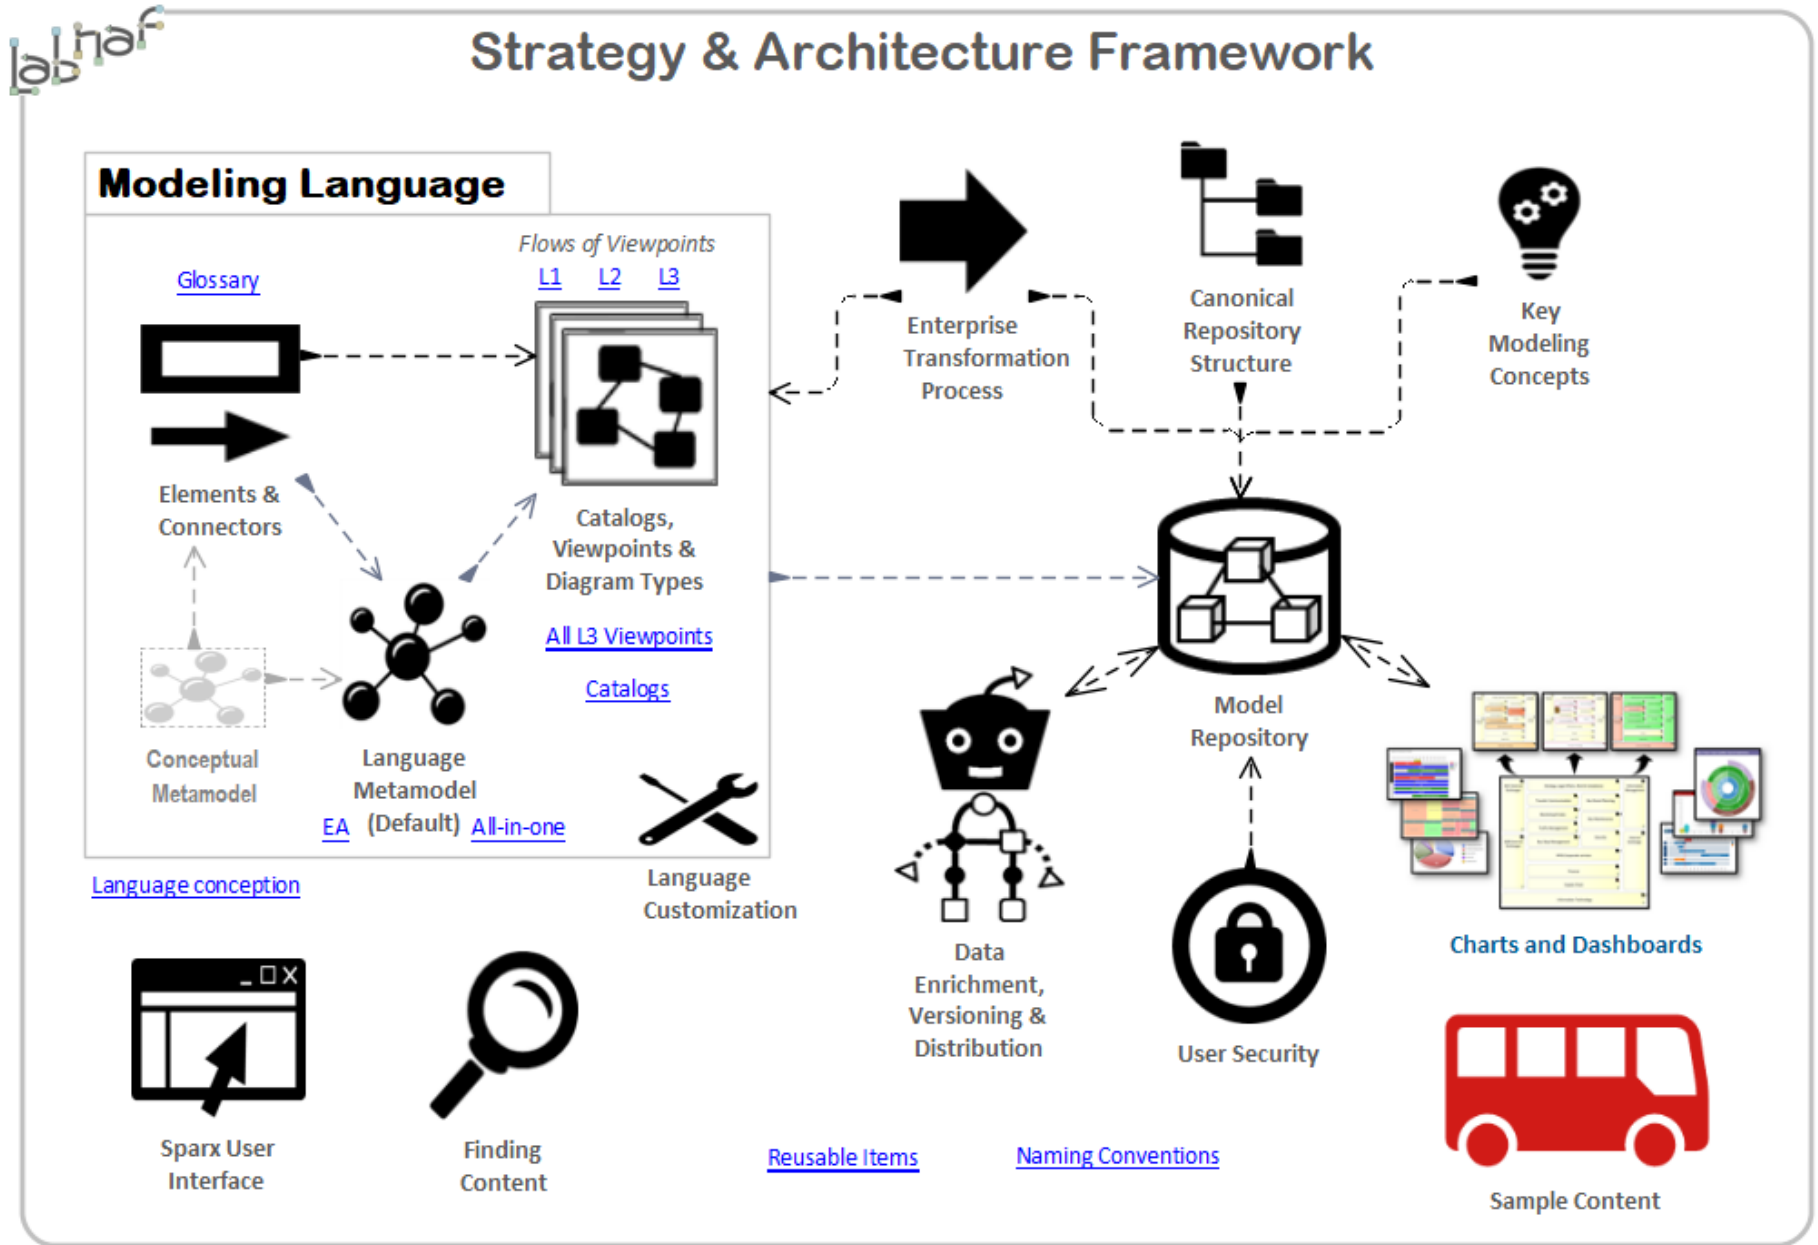 labnaf
Strategy & Architecture Framework
Modeling Language
Flows of Viewpoints
L1 L2 L3
Glossary
Elements &
Connectors
Catalogs,
Viewpoints &
Diagram Types
All L3 Viewpoints
Catalogs
Conceptual
Metamodel
Language
Metamodel
(Default)
EA
All-in-one
Language conception
Language
Customization
Enterprise
Transformation
Process
Canonical
Repository
Structure
Key
Modeling
Concepts
Model
Repository
Data
Enrichment,
Versioning &
Distribution
User Security
Charts and Dashboards
Sparx User
Interface
Finding
Content
Reusable Items
Naming Conventions
Sample Content